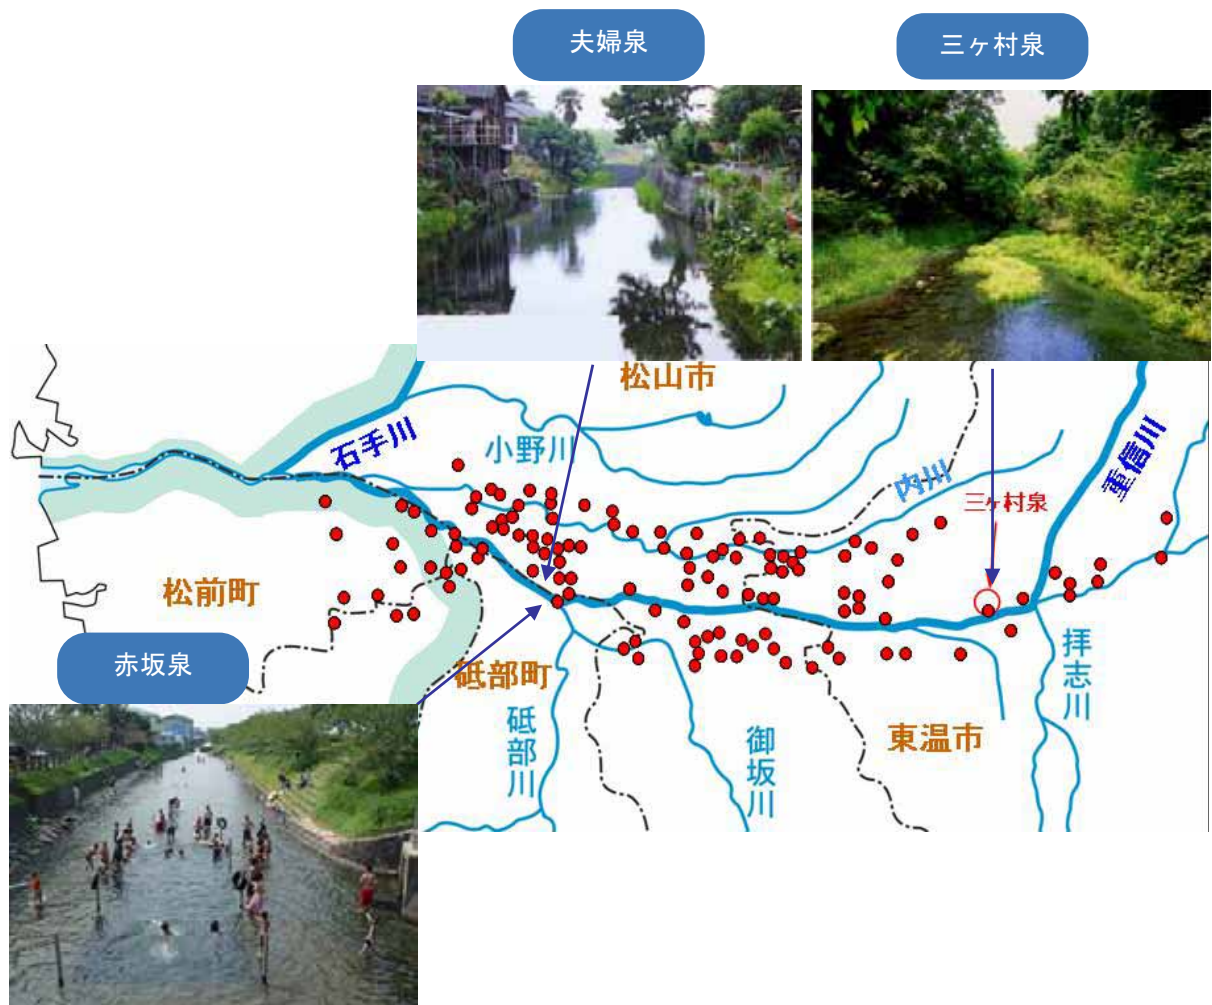 夫婦泉
三ヶ村泉
松山市
石手川
小野川
内川
三ヶ村泉
重信川
松前町
赤坂泉
砥部町
砥部川
御坂川
東温市
拝志川